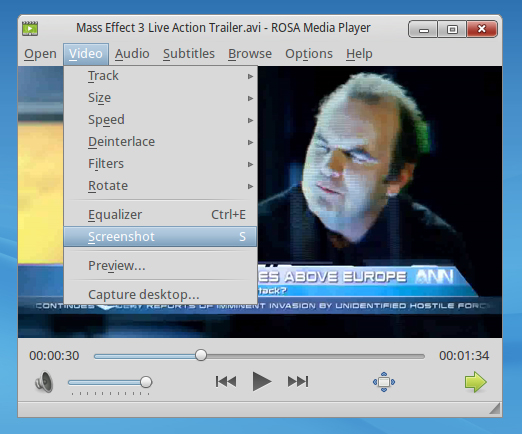 Mass Effect 3 Live Action Trailer.avi - ROSA Media Player
Open Video Audio Subtitles Browse Options Help
Track
Size
Speed
Deinterlace
Filters
Rotate
Equalizer Ctrl+E
Screenshot S
Preview...
Capture desktop...
ES ABOVE EUROPE ANN
tack?
CONTINUES REPORTS OF IMMINENT INVASION BY UNIDENTIFIED HOSTILE FORC
00:00:30 00:01:34